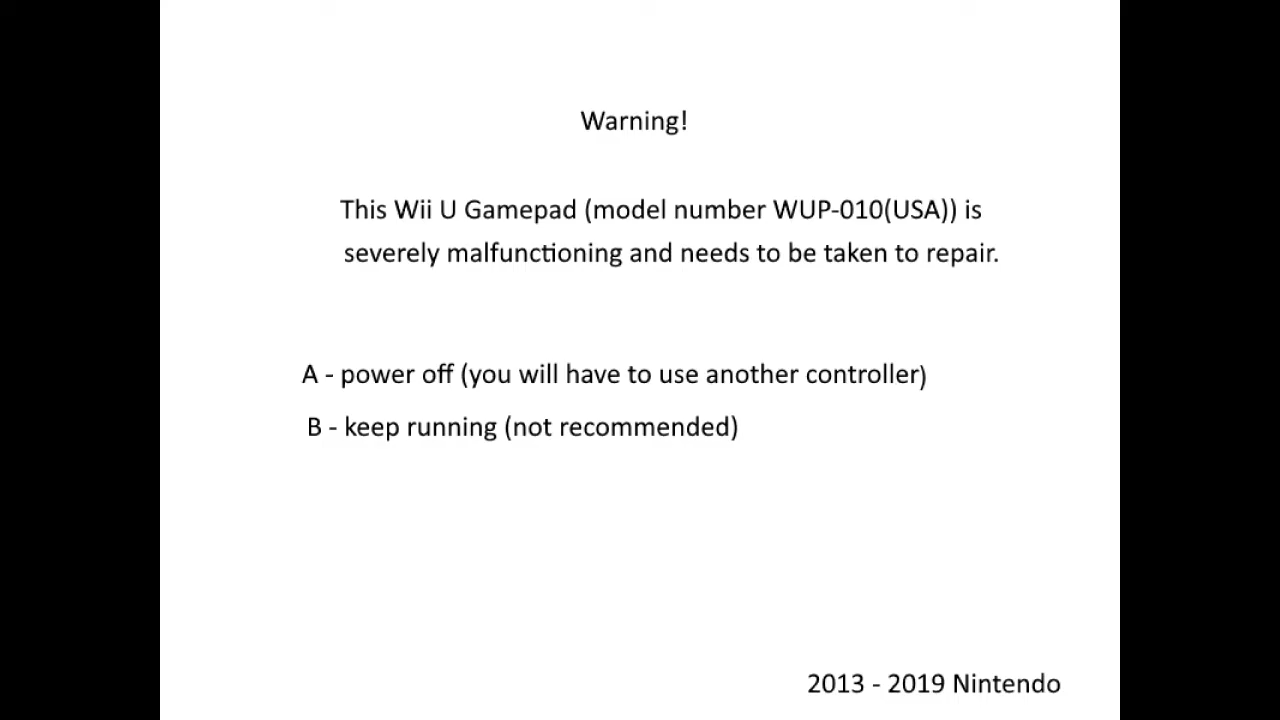 Warning!
This Wii U Gamepad (model number WUP-010(USA)) is
severely malfunctioning and needs to be taken to repair.
A - power off (you will have to use another controller)
B - keep running (not recommended)
2013 - 2019 Nintendo